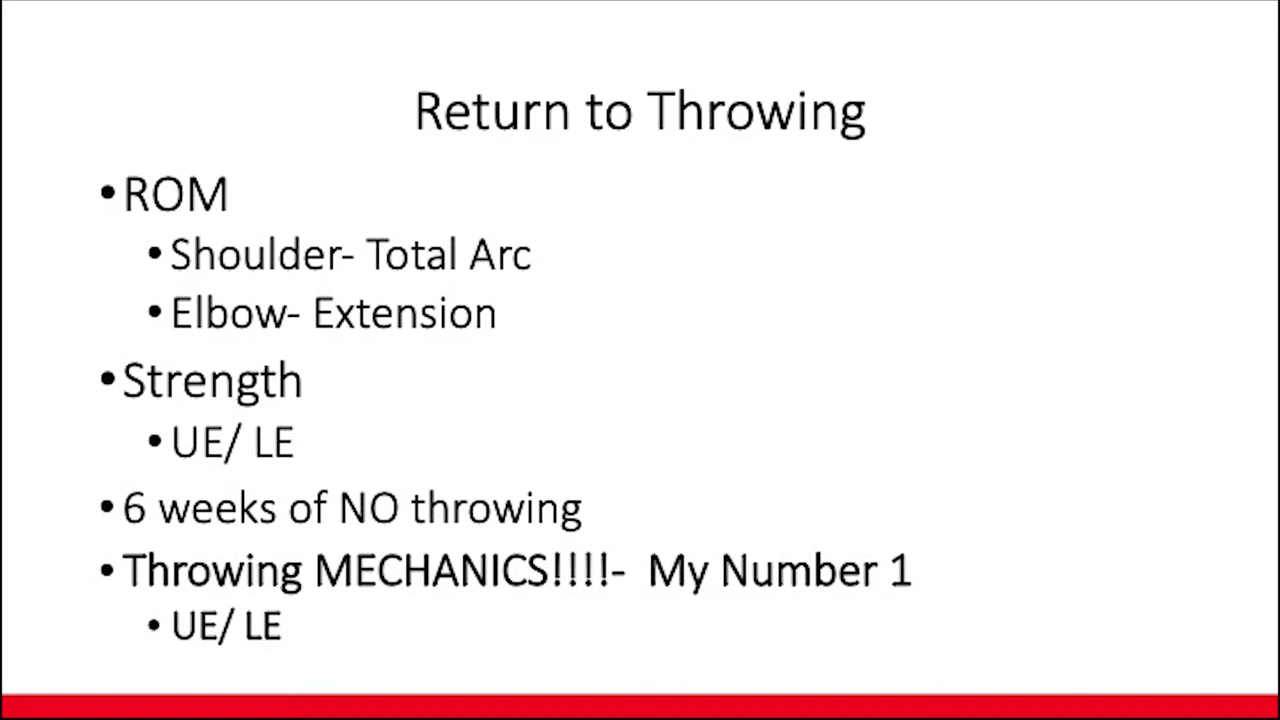 Return to Throwing
•ROM
•Shoulder- Total Arc
•Elbow- Extension
•Strength
•UE/ LE
•6 weeks of NO throwing
•Throwing MECHANICS!!!!- My Number 1
•UE/ LE